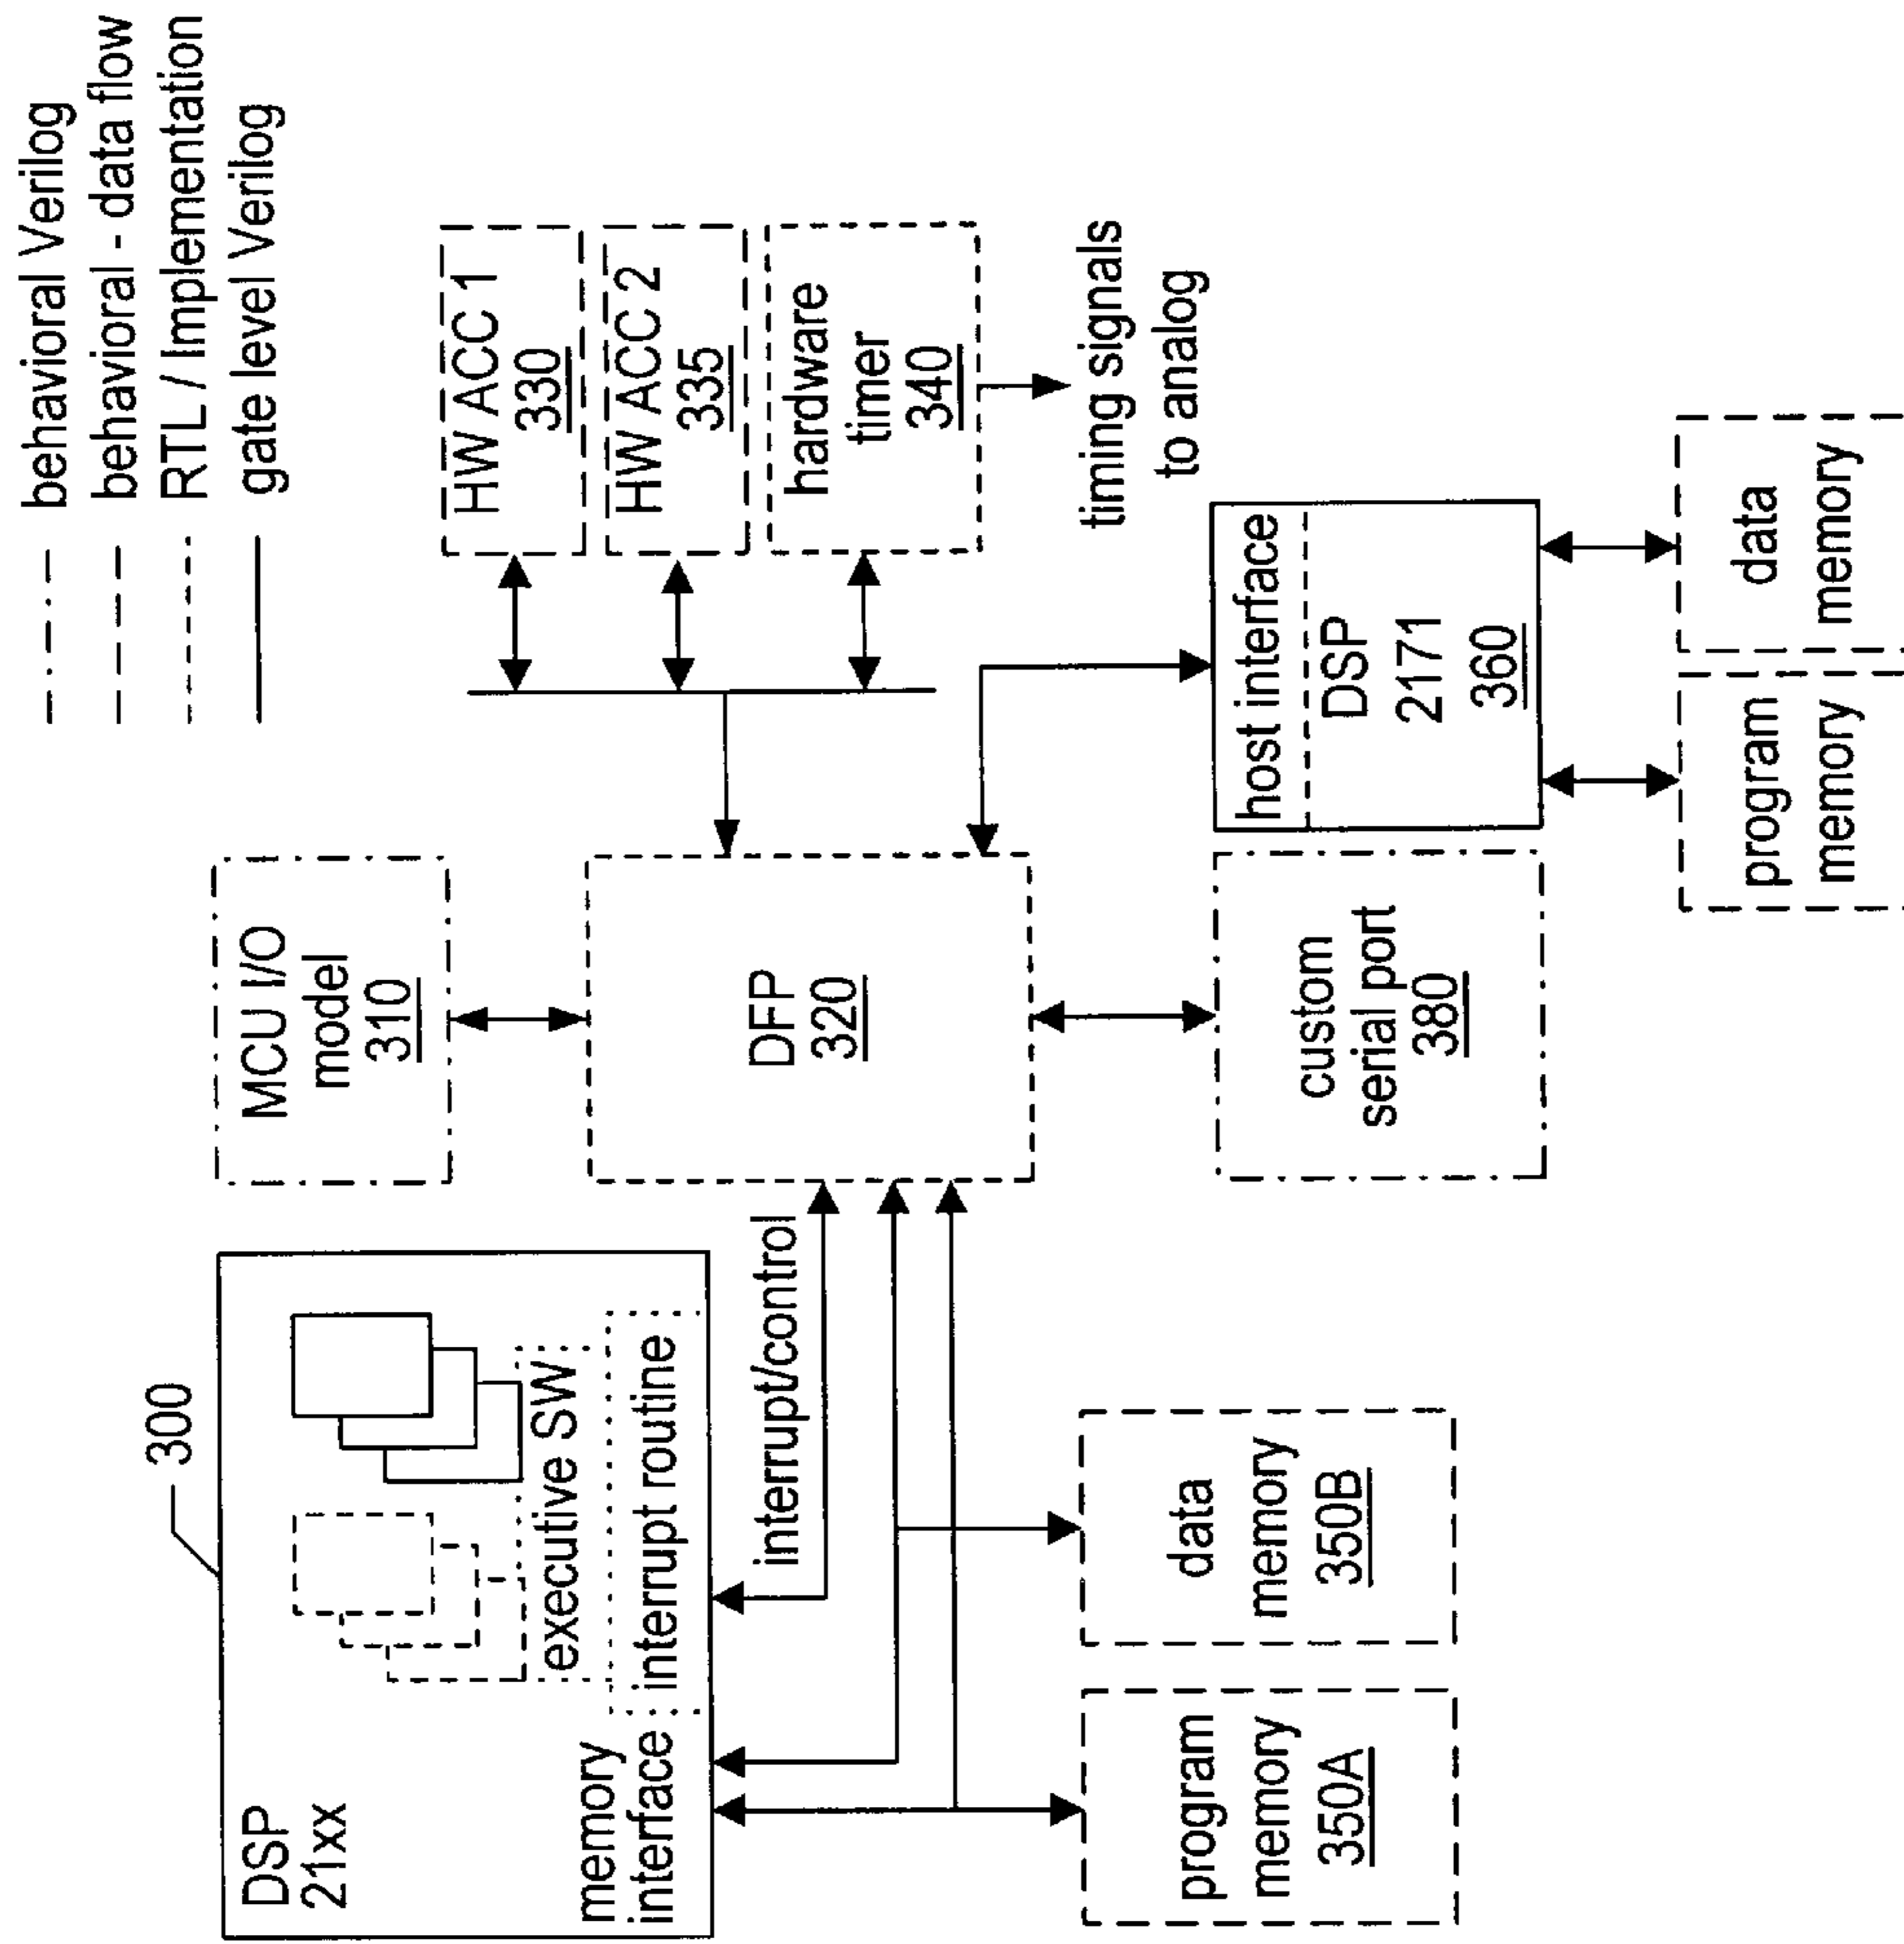 behavioral Verilog
behavioral - data flow
RTL / Implementation
gate level Verilog
300
DSP
21xx
executive SW
memory
interface
interrupt routine
interrupt/control
MCU I/O
model
310
HW ACC 1
330
HW ACC 2
335
hardware
timer
340
timing signals
to analog
DFP
320
program
memory
350A
data
memory
350B
custom
serial port
380
host interface
DSP
2171
360
program
memory
data
memory